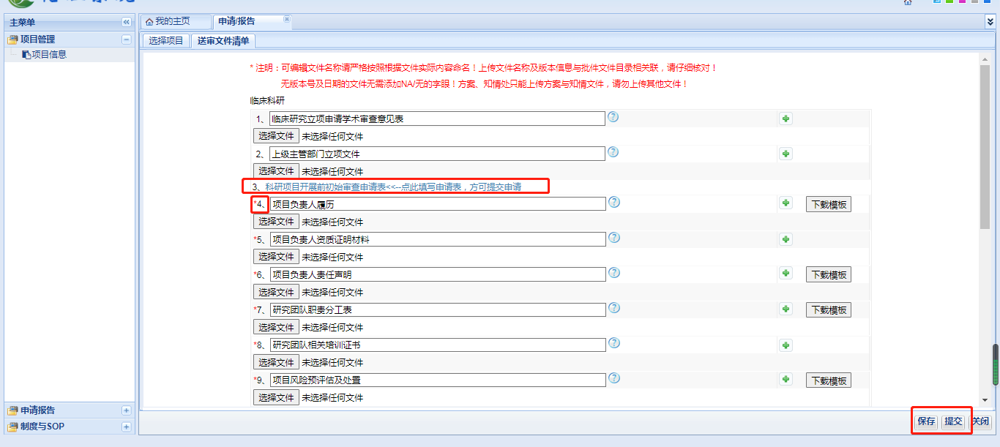 主菜单
项目管理
项目信息
申请报告
制度与SOP
我的主页 申请/报告
选择项目 送审文件清单
* 注明：可编辑文件名称请严格按照根据文件实际内容命名！上传文件名称及版本信息与批件文件目录相关联，请仔细核对！
无版本号及日期的文件无需添加NA/无的字眼！方案、知情处只能上传方案与知情文件，请勿上传其他文件！
临床科研
1、 临床研究立项申请学术审查意见表
选择文件 未选择任何文件
2、 上级主管部门立项文件
选择文件 未选择任何文件
3、科研项目开展前初始审查申请表<<--点此填写申请表，方可提交申请
*4、 项目负责人履历 下载模板
选择文件 未选择任何文件
*5、 项目负责人资质证明材料
选择文件 未选择任何文件
*6、 项目负责人责任声明 下载模板
选择文件 未选择任何文件
*7、 研究团队职责分工表 下载模板
选择文件 未选择任何文件
*8、 研究团队相关培训证书
选择文件 未选择任何文件
*9、 项目风险预评估及处置 下载模板
选择文件 未选择任何文件
保存 提交 关闭